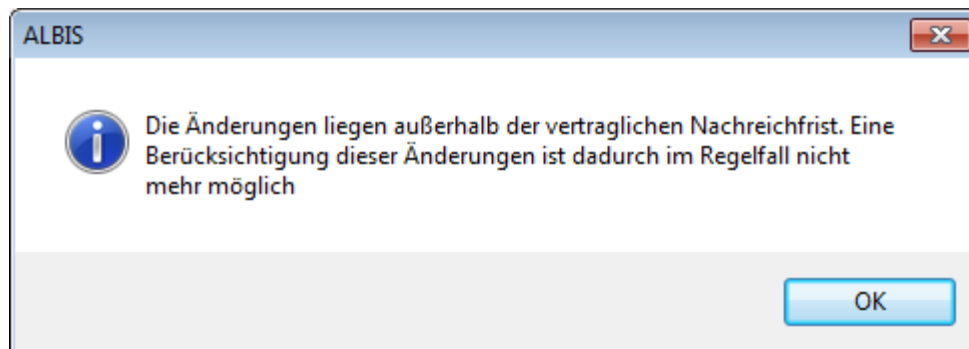 ALBIS
Die Änderungen liegen außerhalb der vertraglichen Nachreichfrist. Eine
Berücksichtigung dieser Änderungen ist dadurch im Regelfall nicht
mehr möglich
OK